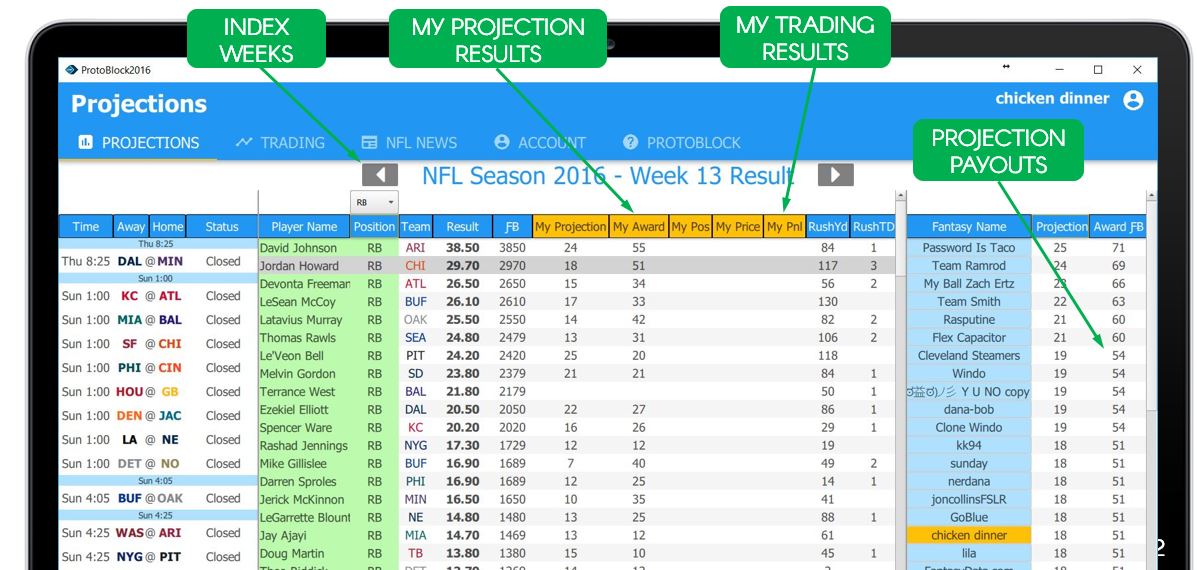 INDEX WEEKS
MY PROJECTION RESULTS
MY TRADING RESULTS
ProtoBlock2016
Projections
chicken dinner
PROJECTIONS TRADING NFL NEWS ACCOUNT PROTOBLOCK
PROJECTION PAYOUTS
NFL Season 2016 - Week 13 Result
RB
Time Away Home Status
Thu 8:25
Thu 8:25 DAL @ MIN Closed
Sun 1:00
Sun 1:00 KC @ ATL Closed
Sun 1:00 MIA @ BAL Closed
Sun 1:00 SF @ CHI Closed
Sun 1:00 PHI @ CIN Closed
Sun 1:00 HOU @ GB Closed
Sun 1:00 DEN @ JAC Closed
Sun 1:00 LA @ NE Closed
Sun 1:00 DET @ NO Closed
Sun 4:05
Sun 4:05 BUF @ OAK Closed
Sun 4:25
Sun 4:25 WAS @ ARI Closed
Sun 4:25 NYG @ PIT Closed
Player Name Position Team Result ƑB My Projection My Award My Pos My Price My Pnl RushYd RushTD
David Johnson RB ARI 38.50 3850 24 55 84 1
Jordan Howard RB CHI 29.70 2970 18 51 117 3
Devonta Freeman RB ATL 26.50 2650 15 34 56 2
LeSean McCoy RB BUF 26.10 2610 17 33 130
Latavius Murray RB OAK 25.50 2550 14 42 82 2
Thomas Rawls RB SEA 24.80 2479 13 31 106 2
Le'Veon Bell RB PIT 24.20 2420 25 20 118
Melvin Gordon RB SD 23.80 2379 21 21 84 1
Terrance West RB BAL 21.80 2179 50 1
Ezekiel Elliott RB DAL 20.50 2050 22 27 86 1
Spencer Ware RB KC 20.20 2020 16 26 29 1
Rashad Jennings RB NYG 17.30 1729 12 12 19
Mike Gillislee RB BUF 16.90 1689 7 40 49 2
Darren Sproles RB PHI 16.90 1689 12 25 14 1
Jerick McKinnon RB MIN 16.50 1650 10 35 41
LeGarrette Blount RB NE 14.80 1480 13 25 88 1
Jay Ajayi RB MIA 14.70 1469 13 12 61
Doug Martin RB TB 13.80 1380 15 10 45 1
Fantasy Name Projection Award ƑB
Password Is Taco 25 71
Team Ramrod 24 69
My Ball Zach Ertz 23 66
Team Smith 22 63
Rasputine 21 60
Flex Capacitor 21 60
Cleveland Steamers 19 54
Windo 19 54
Y U NO copy 19 54
dana-bob 19 54
Clone Windo 19 54
kk94 18 51
sunday 18 51
nerdana 18 51
joncollinsFSLR 18 51
GoBlue 18 51
chicken dinner 18 51
lila 18 51
2